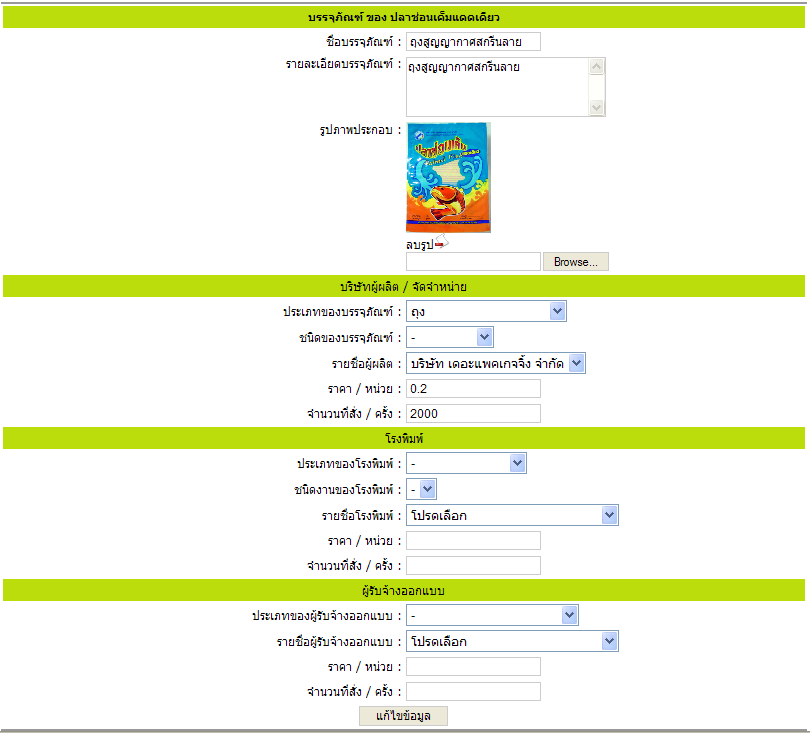 บรรจุภัณฑ์ ของ ปลาช่อนเค็มแดดเดียว
ชื่อบรรจุภัณฑ์ : ถุงสูญญากาศสกรีนลาย
รายละเอียดบรรจุภัณฑ์ : ถุงสูญญากาศสกรีนลาย
รูปภาพประกอบ :
ลบรูป
Browse...
บริษัทผู้ผลิต / จัดจำหน่าย
ประเภทของบรรจุภัณฑ์ : ถุง
ชนิดของบรรจุภัณฑ์ : -
รายชื่อผู้ผลิต : บริษัท เดอะแพคเกจจิ้ง จำกัด
ราคา / หน่วย : 0.2
จำนวนที่สั่ง / ครั้ง : 2000
โรงพิมพ์
ประเภทของโรงพิมพ์ : -
ชนิดงานของโรงพิมพ์ : -
รายชื่อโรงพิมพ์ : โปรดเลือก
ราคา / หน่วย :
จำนวนที่สั่ง / ครั้ง :
ผู้รับจ้างออกแบบ
ประเภทของผู้รับจ้างออกแบบ : -
รายชื่อผู้รับจ้างออกแบบ : โปรดเลือก
ราคา / หน่วย :
จำนวนที่สั่ง / ครั้ง :
แก้ไขข้อมูล